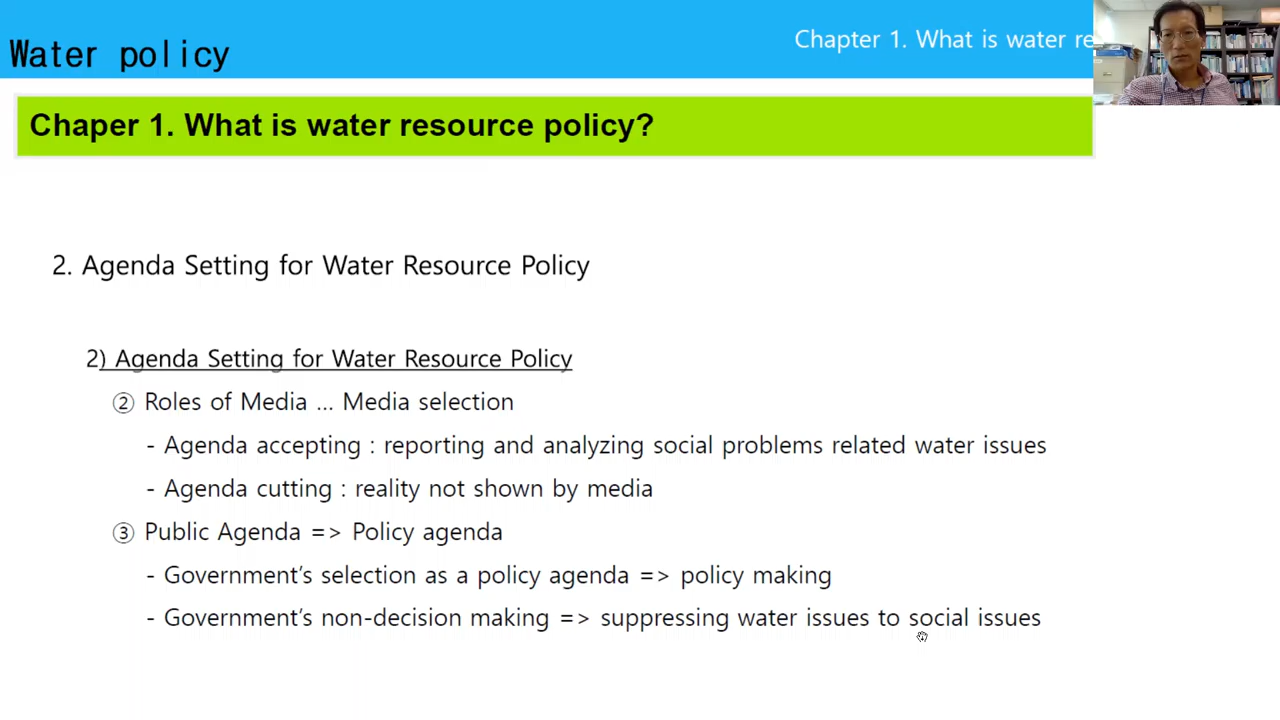 Water policy
Chapter 1. What is water re
Chaper 1. What is water resource policy?
2. Agenda Setting for Water Resource Policy
2) Agenda Setting for Water Resource Policy
② Roles of Media ... Media selection
- Agenda accepting : reporting and analyzing social problems related water issues
- Agenda cutting : reality not shown by media
③ Public Agenda => Policy agenda
- Government's selection as a policy agenda => policy making
- Government's non-decision making => suppressing water issues to social issues